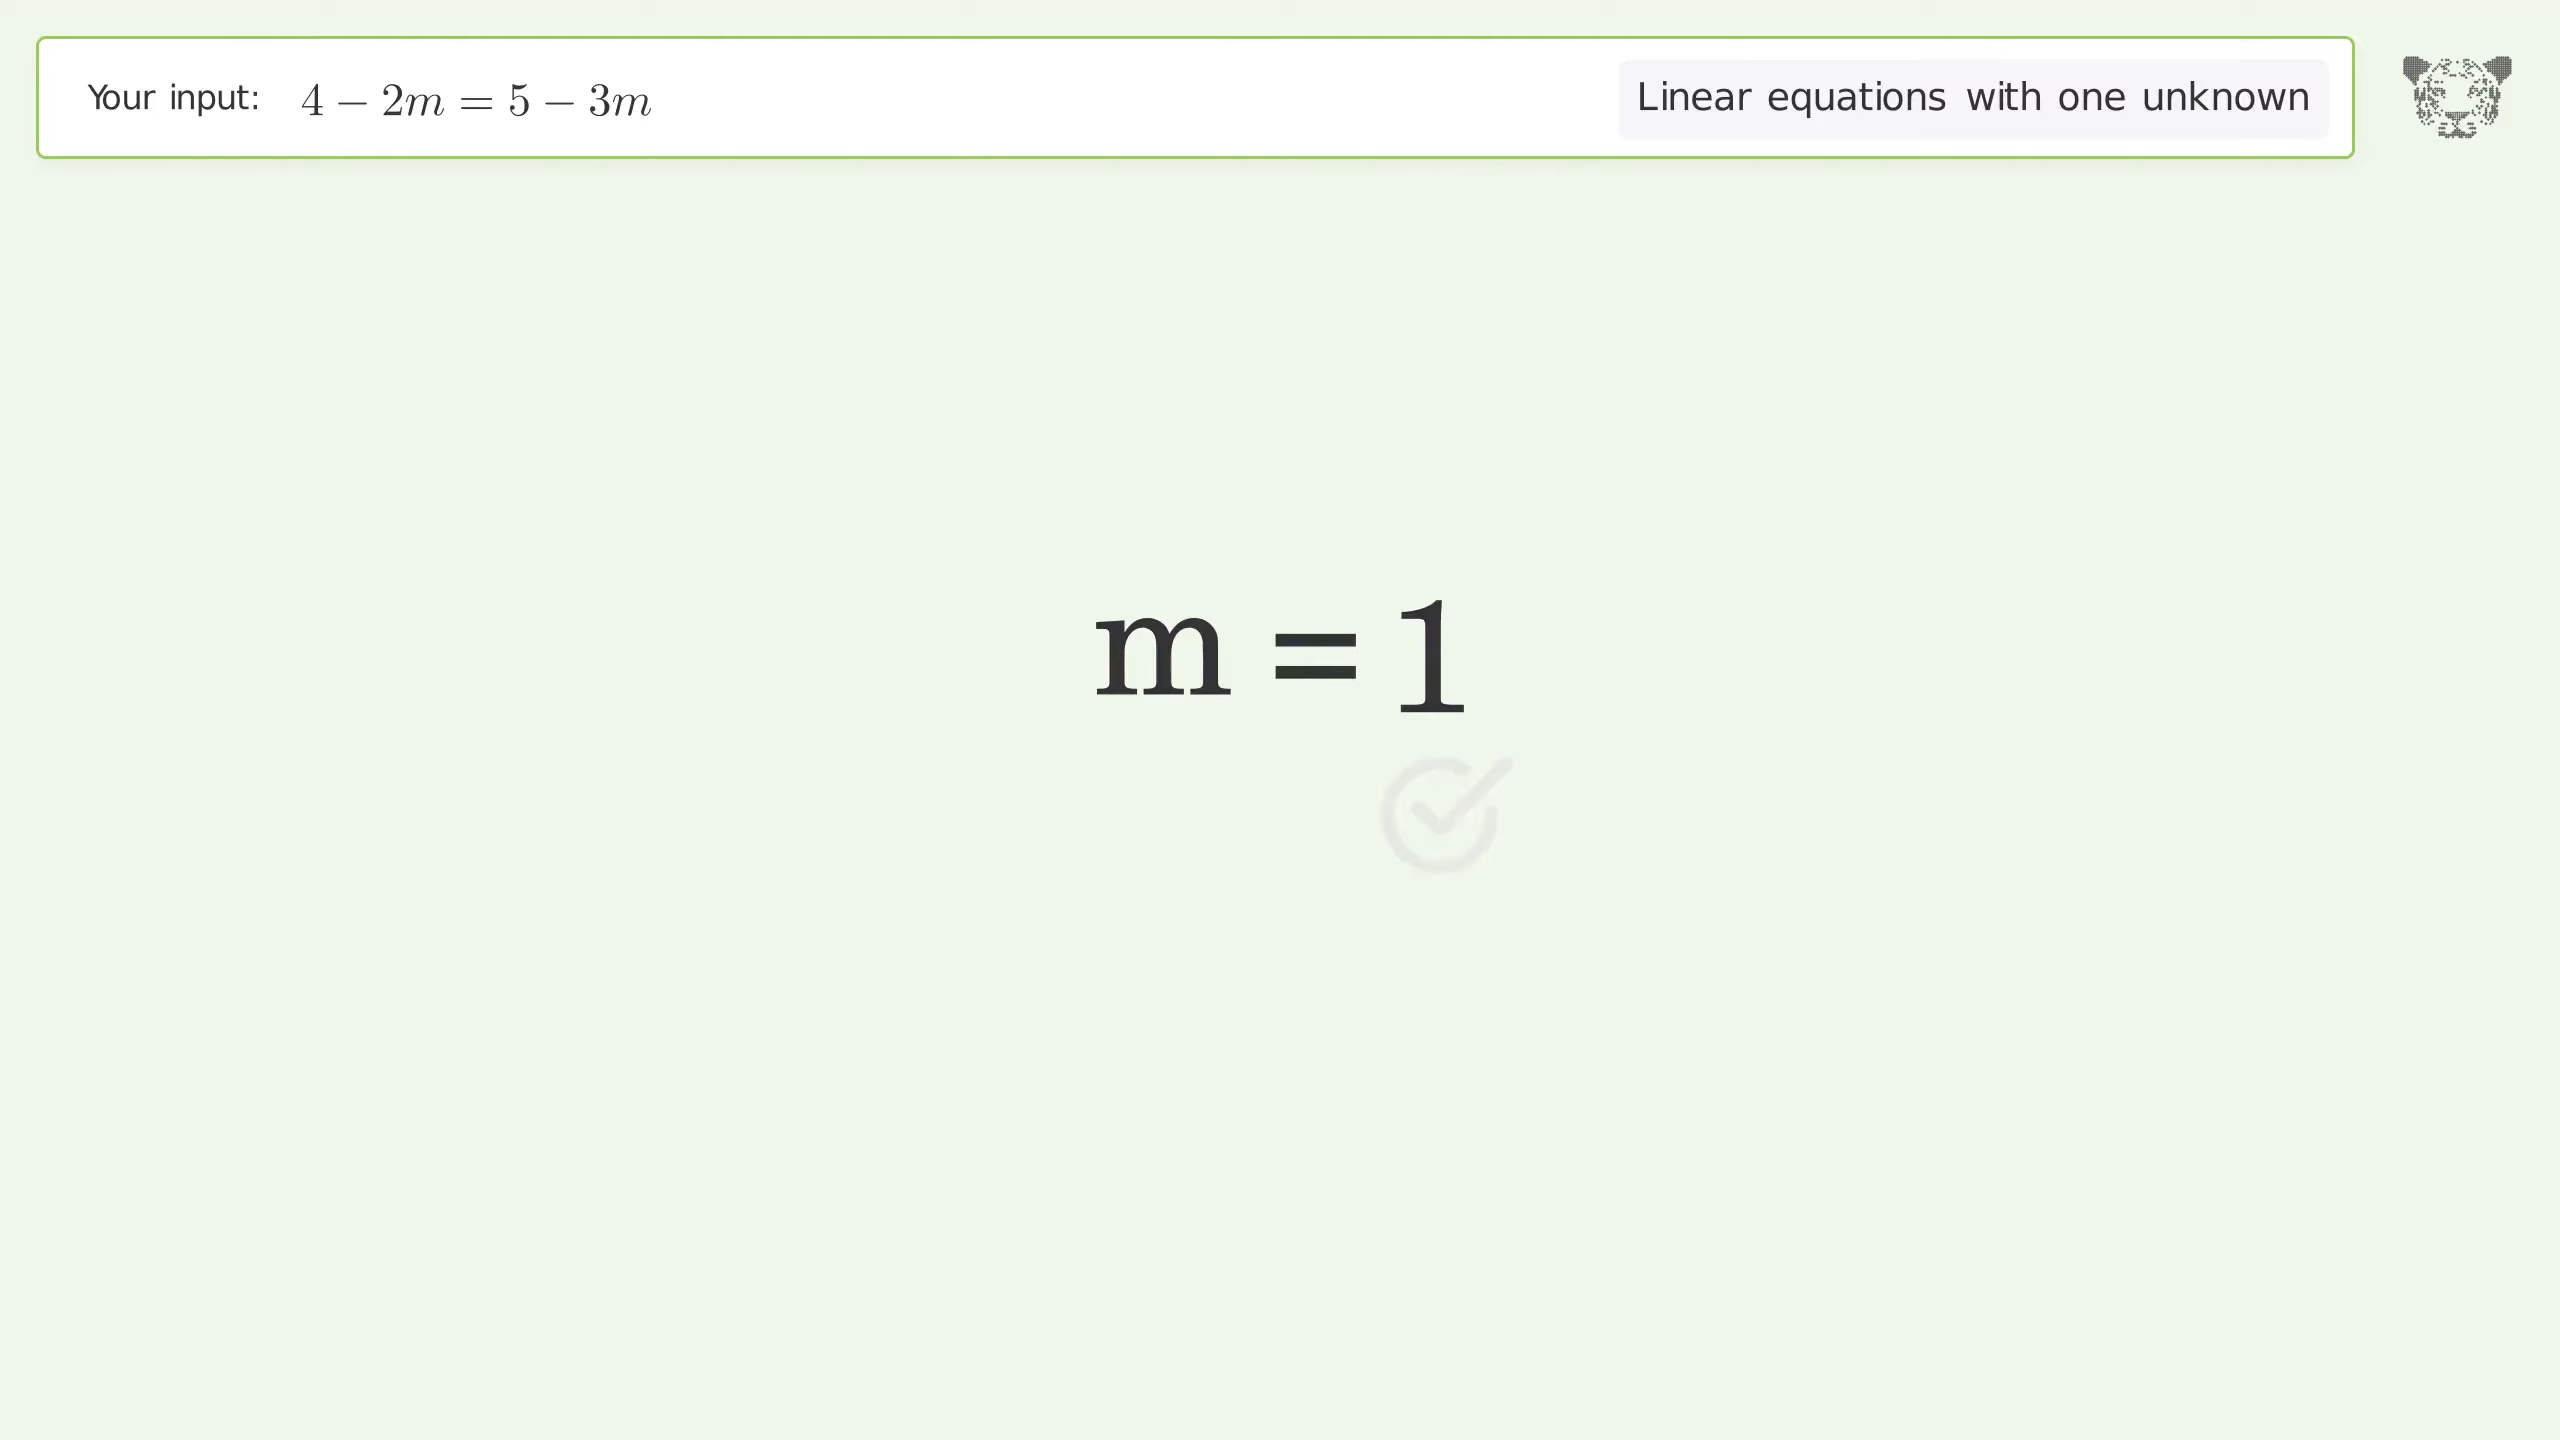 Your input: 4 − 2m = 5 − 3m
Linear equations with one unknown
m = 1